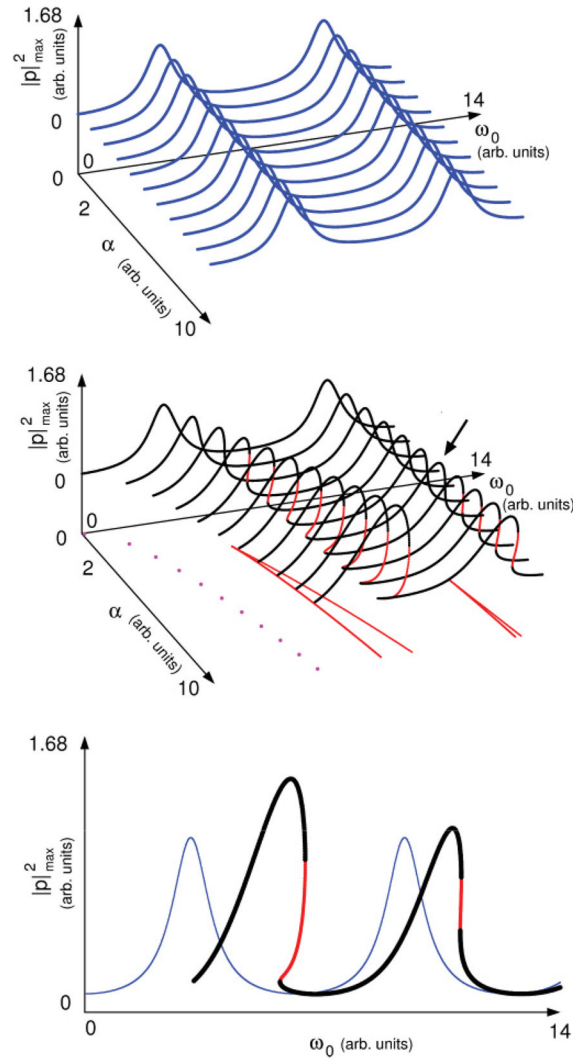 1.68
|p|²max
(arb. units)
0
0
0
2
α (arb. units)
10
14
ω0
(arb. units)
1.68
|p|²max
(arb. units)
0
0
0
2
α (arb. units)
10
14
ω0
(arb. units)
1.68
|p|²max
(arb. units)
0
0
14
ω0 (arb. units)